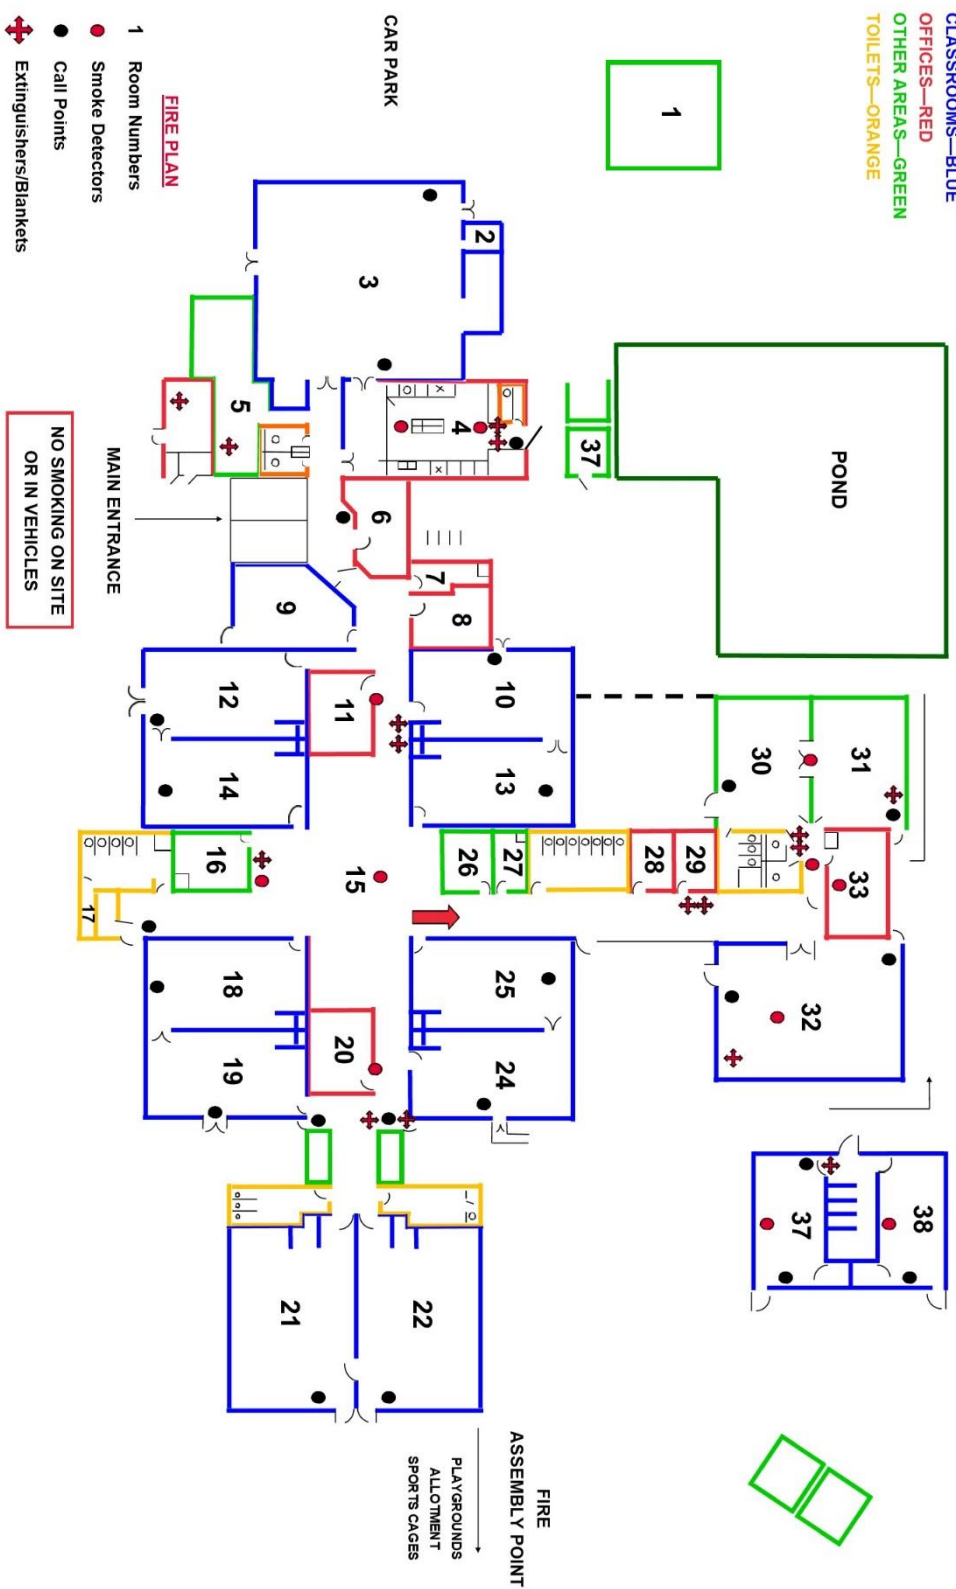 CLASSROOMS—BLUE
OFFICES—RED
OTHER AREAS—GREEN
TOILETS—ORANGE
1
POND
31
33
32
30
38
37
29
28
37
27
26
2
3
4
5
6
7
8
9
10
13
25
24
11
12
14
15
16
17
18
19
20
22
21
FIRE
ASSEMBLY POINT
PLAYGROUNDS
ALLOTMENT
SPORTS CAGES
CAR PARK
MAIN ENTRANCE
NO SMOKING ON SITE
OR IN VEHICLES
FIRE PLAN
1 Room Numbers
Smoke Detectors
Call Points
Extinguishers/Blankets